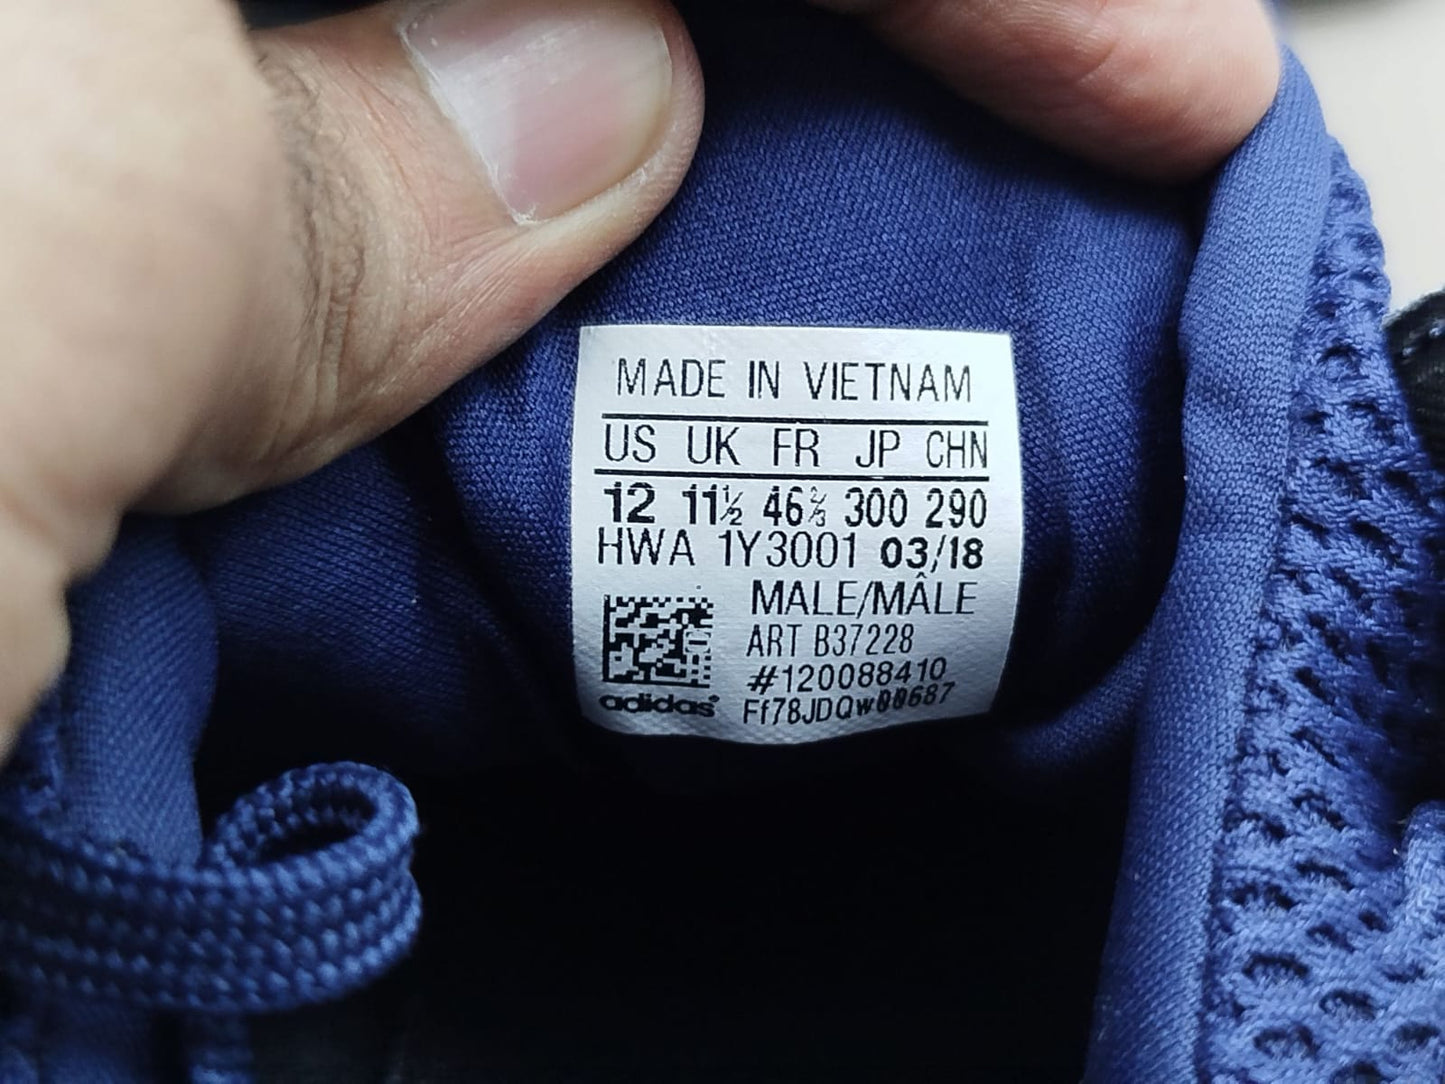 MADE IN VIETNAM
US UK FR JP CHN
12 11½ 46⅔ 300 290
HWA 1Y3001 03/18
MALE/MÂLE
ART B37228
#120088410
adidas
Ff78JDQw00687